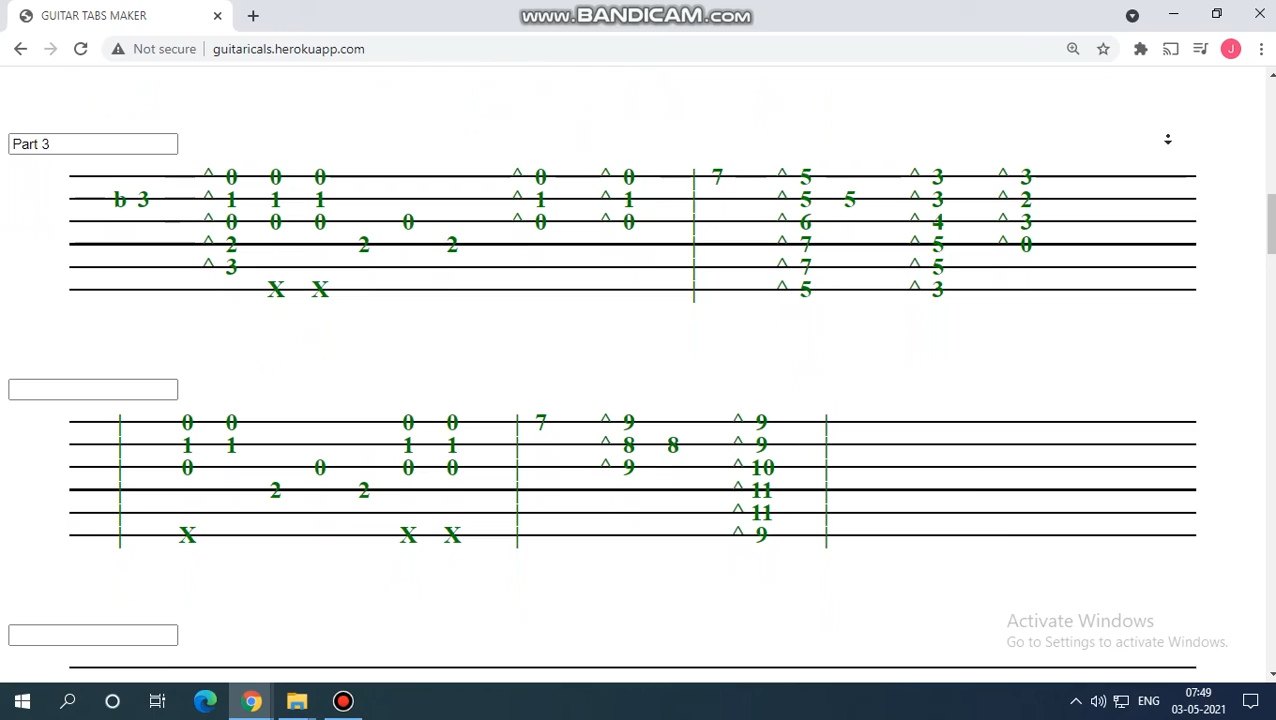 GUITAR TABS MAKER
www.BANDICAM.com
Not secure guitaricals.herokuapp.com J
Part 3
^ 0 0 0 ^ 0 ^ 0 | 7 ^ 5 ^ 3 ^ 3
b 3 ^ 1 1 1 ^ 1 ^ 1 | ^ 5 5 ^ 3 ^ 2
^ 0 0 0 0 ^ 0 ^ 0 | ^ 6 ^ 4 ^ 3
^ 2 2 2 | ^ 7 ^ 5 ^ 0
^ 3 | ^ 7 ^ 5
X X | ^ 5 ^ 3
| 0 0 0 0 | 7 ^ 9 ^ 9 |
| 1 1 1 1 | ^ 8 8 ^ 9 |
| 0 0 0 0 | ^ 9 ^ 10 |
| 2 2 | ^ 11 |
| | ^ 11 |
| X X X | ^ 9 |
Activate Windows
Go to Settings to activate Windows.
ENG
07:49
03-05-2021